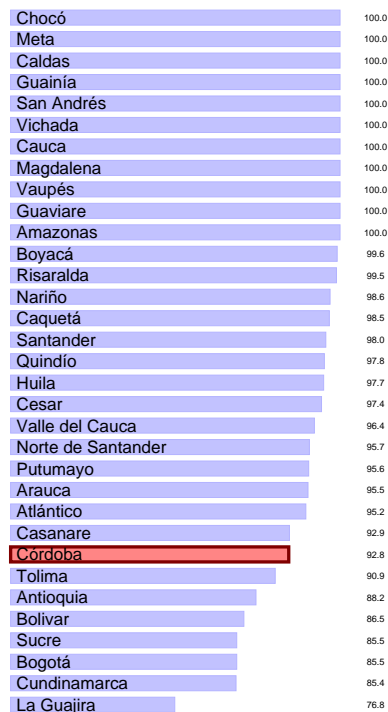 Chocó 100.0
Meta 100.0
Caldas 100.0
Guainía 100.0
San Andrés 100.0
Vichada 100.0
Cauca 100.0
Magdalena 100.0
Vaupés 100.0
Guaviare 100.0
Amazonas 100.0
Boyacá 99.6
Risaralda 99.5
Nariño 98.6
Caquetá 98.5
Santander 98.0
Quindío 97.8
Huila 97.7
Cesar 97.4
Valle del Cauca 96.4
Norte de Santander 95.7
Putumayo 95.6
Arauca 95.5
Atlántico 95.2
Casanare 92.9
Córdoba 92.8
Tolima 90.9
Antioquia 88.2
Bolivar 86.5
Sucre 85.5
Bogotá 85.5
Cundinamarca 85.4
La Guajira 76.8